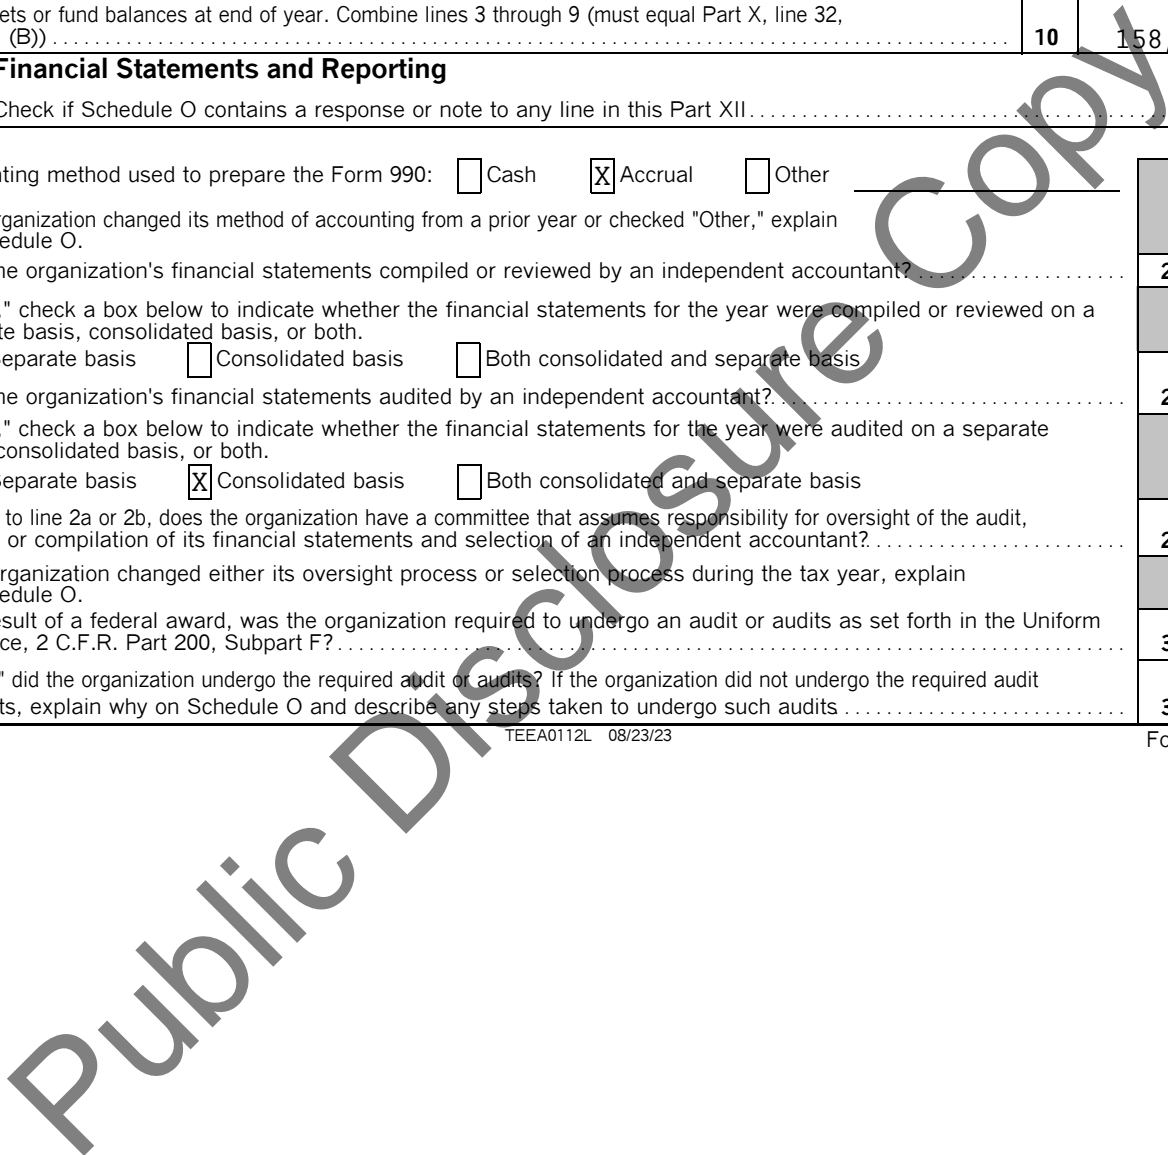 ets or fund balances at end of year. Combine lines 3 through 9 (must equal Part X, line 32,
(B)) 10 158,
Financial Statements and Reporting
Check if Schedule O contains a response or note to any line in this Part XII
ting method used to prepare the Form 990: Cash X Accrual Other
rganization changed its method of accounting from a prior year or checked "Other," explain
edule O.
ne organization's financial statements compiled or reviewed by an independent accountant? 2
," check a box below to indicate whether the financial statements for the year were compiled or reviewed on a
te basis, consolidated basis, or both.
eparate basis Consolidated basis Both consolidated and separate basis
ne organization's financial statements audited by an independent accountant? 2
," check a box below to indicate whether the financial statements for the year were audited on a separate
consolidated basis, or both.
eparate basis X Consolidated basis Both consolidated and separate basis
to line 2a or 2b, does the organization have a committee that assumes responsibility for oversight of the audit,
or compilation of its financial statements and selection of an independent accountant? 2
rganization changed either its oversight process or selection process during the tax year, explain
edule O.
esult of a federal award, was the organization required to undergo an audit or audits as set forth in the Uniform
ce, 2 C.F.R. Part 200, Subpart F? 3
" did the organization undergo the required audit or audits? If the organization did not undergo the required audit
ts, explain why on Schedule O and describe any steps taken to undergo such audits 3
TEEA0112L 08/23/23 Fo
Public Disclosure Copy